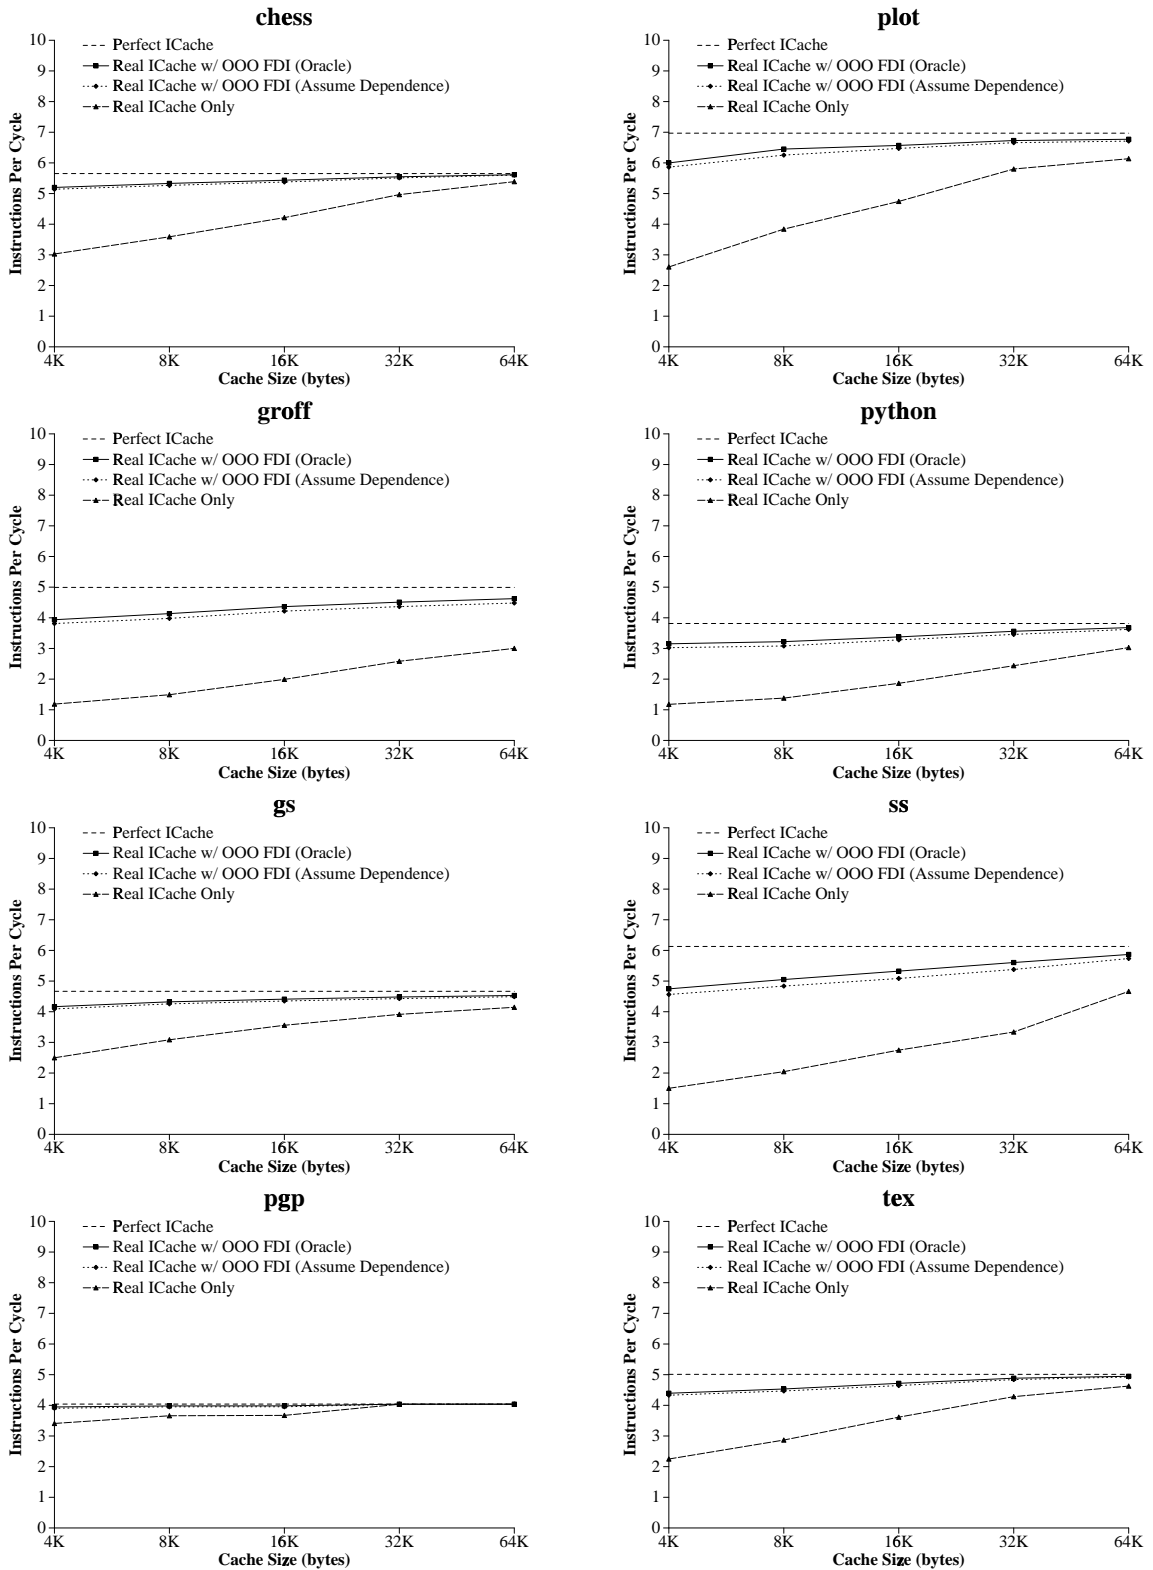 chess
10
9
8
7
6
5
4
3
2
1
0
Instructions Per Cycle
Perfect ICache
Real ICache w/ OOO FDI (Oracle)
Real ICache w/ OOO FDI (Assume Dependence)
Real ICache Only
4K 8K 16K 32K 64K
Cache Size (bytes)
plot
10
9
8
7
6
5
4
3
2
1
0
Instructions Per Cycle
Perfect ICache
Real ICache w/ OOO FDI (Oracle)
Real ICache w/ OOO FDI (Assume Dependence)
Real ICache Only
4K 8K 16K 32K 64K
Cache Size (bytes)
groff
10
9
8
7
6
5
4
3
2
1
0
Instructions Per Cycle
Perfect ICache
Real ICache w/ OOO FDI (Oracle)
Real ICache w/ OOO FDI (Assume Dependence)
Real ICache Only
4K 8K 16K 32K 64K
Cache Size (bytes)
python
10
9
8
7
6
5
4
3
2
1
0
Instructions Per Cycle
Perfect ICache
Real ICache w/ OOO FDI (Oracle)
Real ICache w/ OOO FDI (Assume Dependence)
Real ICache Only
4K 8K 16K 32K 64K
Cache Size (bytes)
gs
10
9
8
7
6
5
4
3
2
1
0
Instructions Per Cycle
Perfect ICache
Real ICache w/ OOO FDI (Oracle)
Real ICache w/ OOO FDI (Assume Dependence)
Real ICache Only
4K 8K 16K 32K 64K
Cache Size (bytes)
ss
10
9
8
7
6
5
4
3
2
1
0
Instructions Per Cycle
Perfect ICache
Real ICache w/ OOO FDI (Oracle)
Real ICache w/ OOO FDI (Assume Dependence)
Real ICache Only
4K 8K 16K 32K 64K
Cache Size (bytes)
pgp
10
9
8
7
6
5
4
3
2
1
0
Instructions Per Cycle
Perfect ICache
Real ICache w/ OOO FDI (Oracle)
Real ICache w/ OOO FDI (Assume Dependence)
Real ICache Only
4K 8K 16K 32K 64K
Cache Size (bytes)
tex
10
9
8
7
6
5
4
3
2
1
0
Instructions Per Cycle
Perfect ICache
Real ICache w/ OOO FDI (Oracle)
Real ICache w/ OOO FDI (Assume Dependence)
Real ICache Only
4K 8K 16K 32K 64K
Cache Size (bytes)